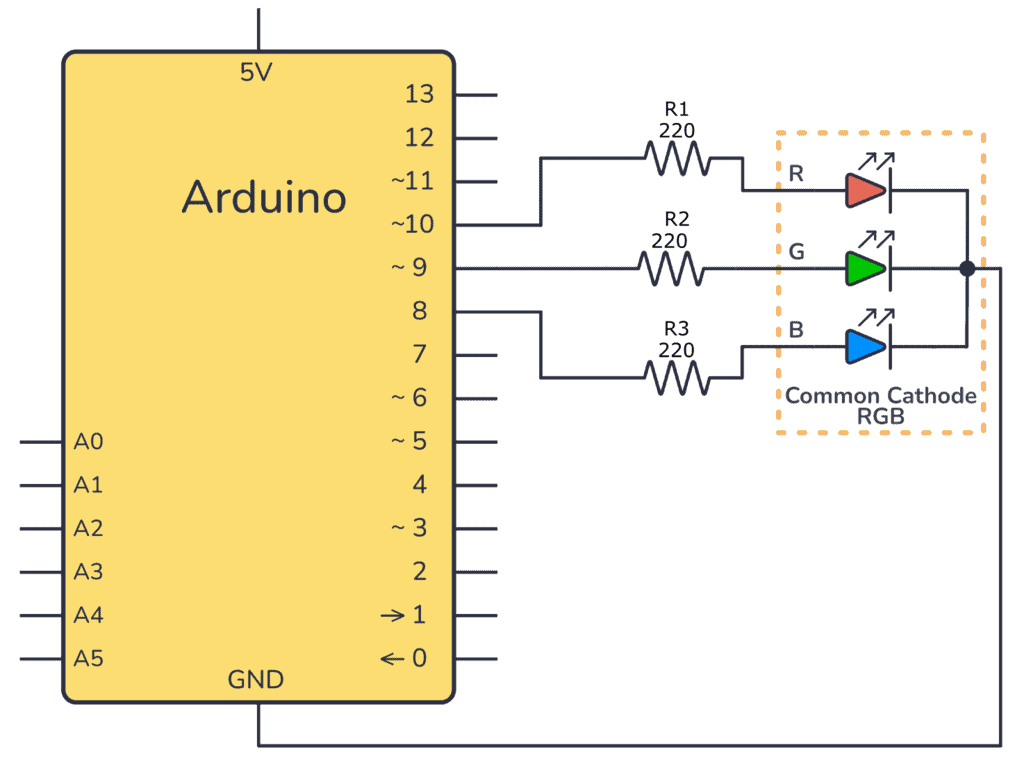 5V
Arduino
13
12
~11
~10
~ 9
8
7
~ 6
~ 5
4
~ 3
2
→ 1
← 0
A0
A1
A2
A3
A4
A5
GND
R1
220
R2
220
R3
220
R
G
B
Common Cathode
RGB